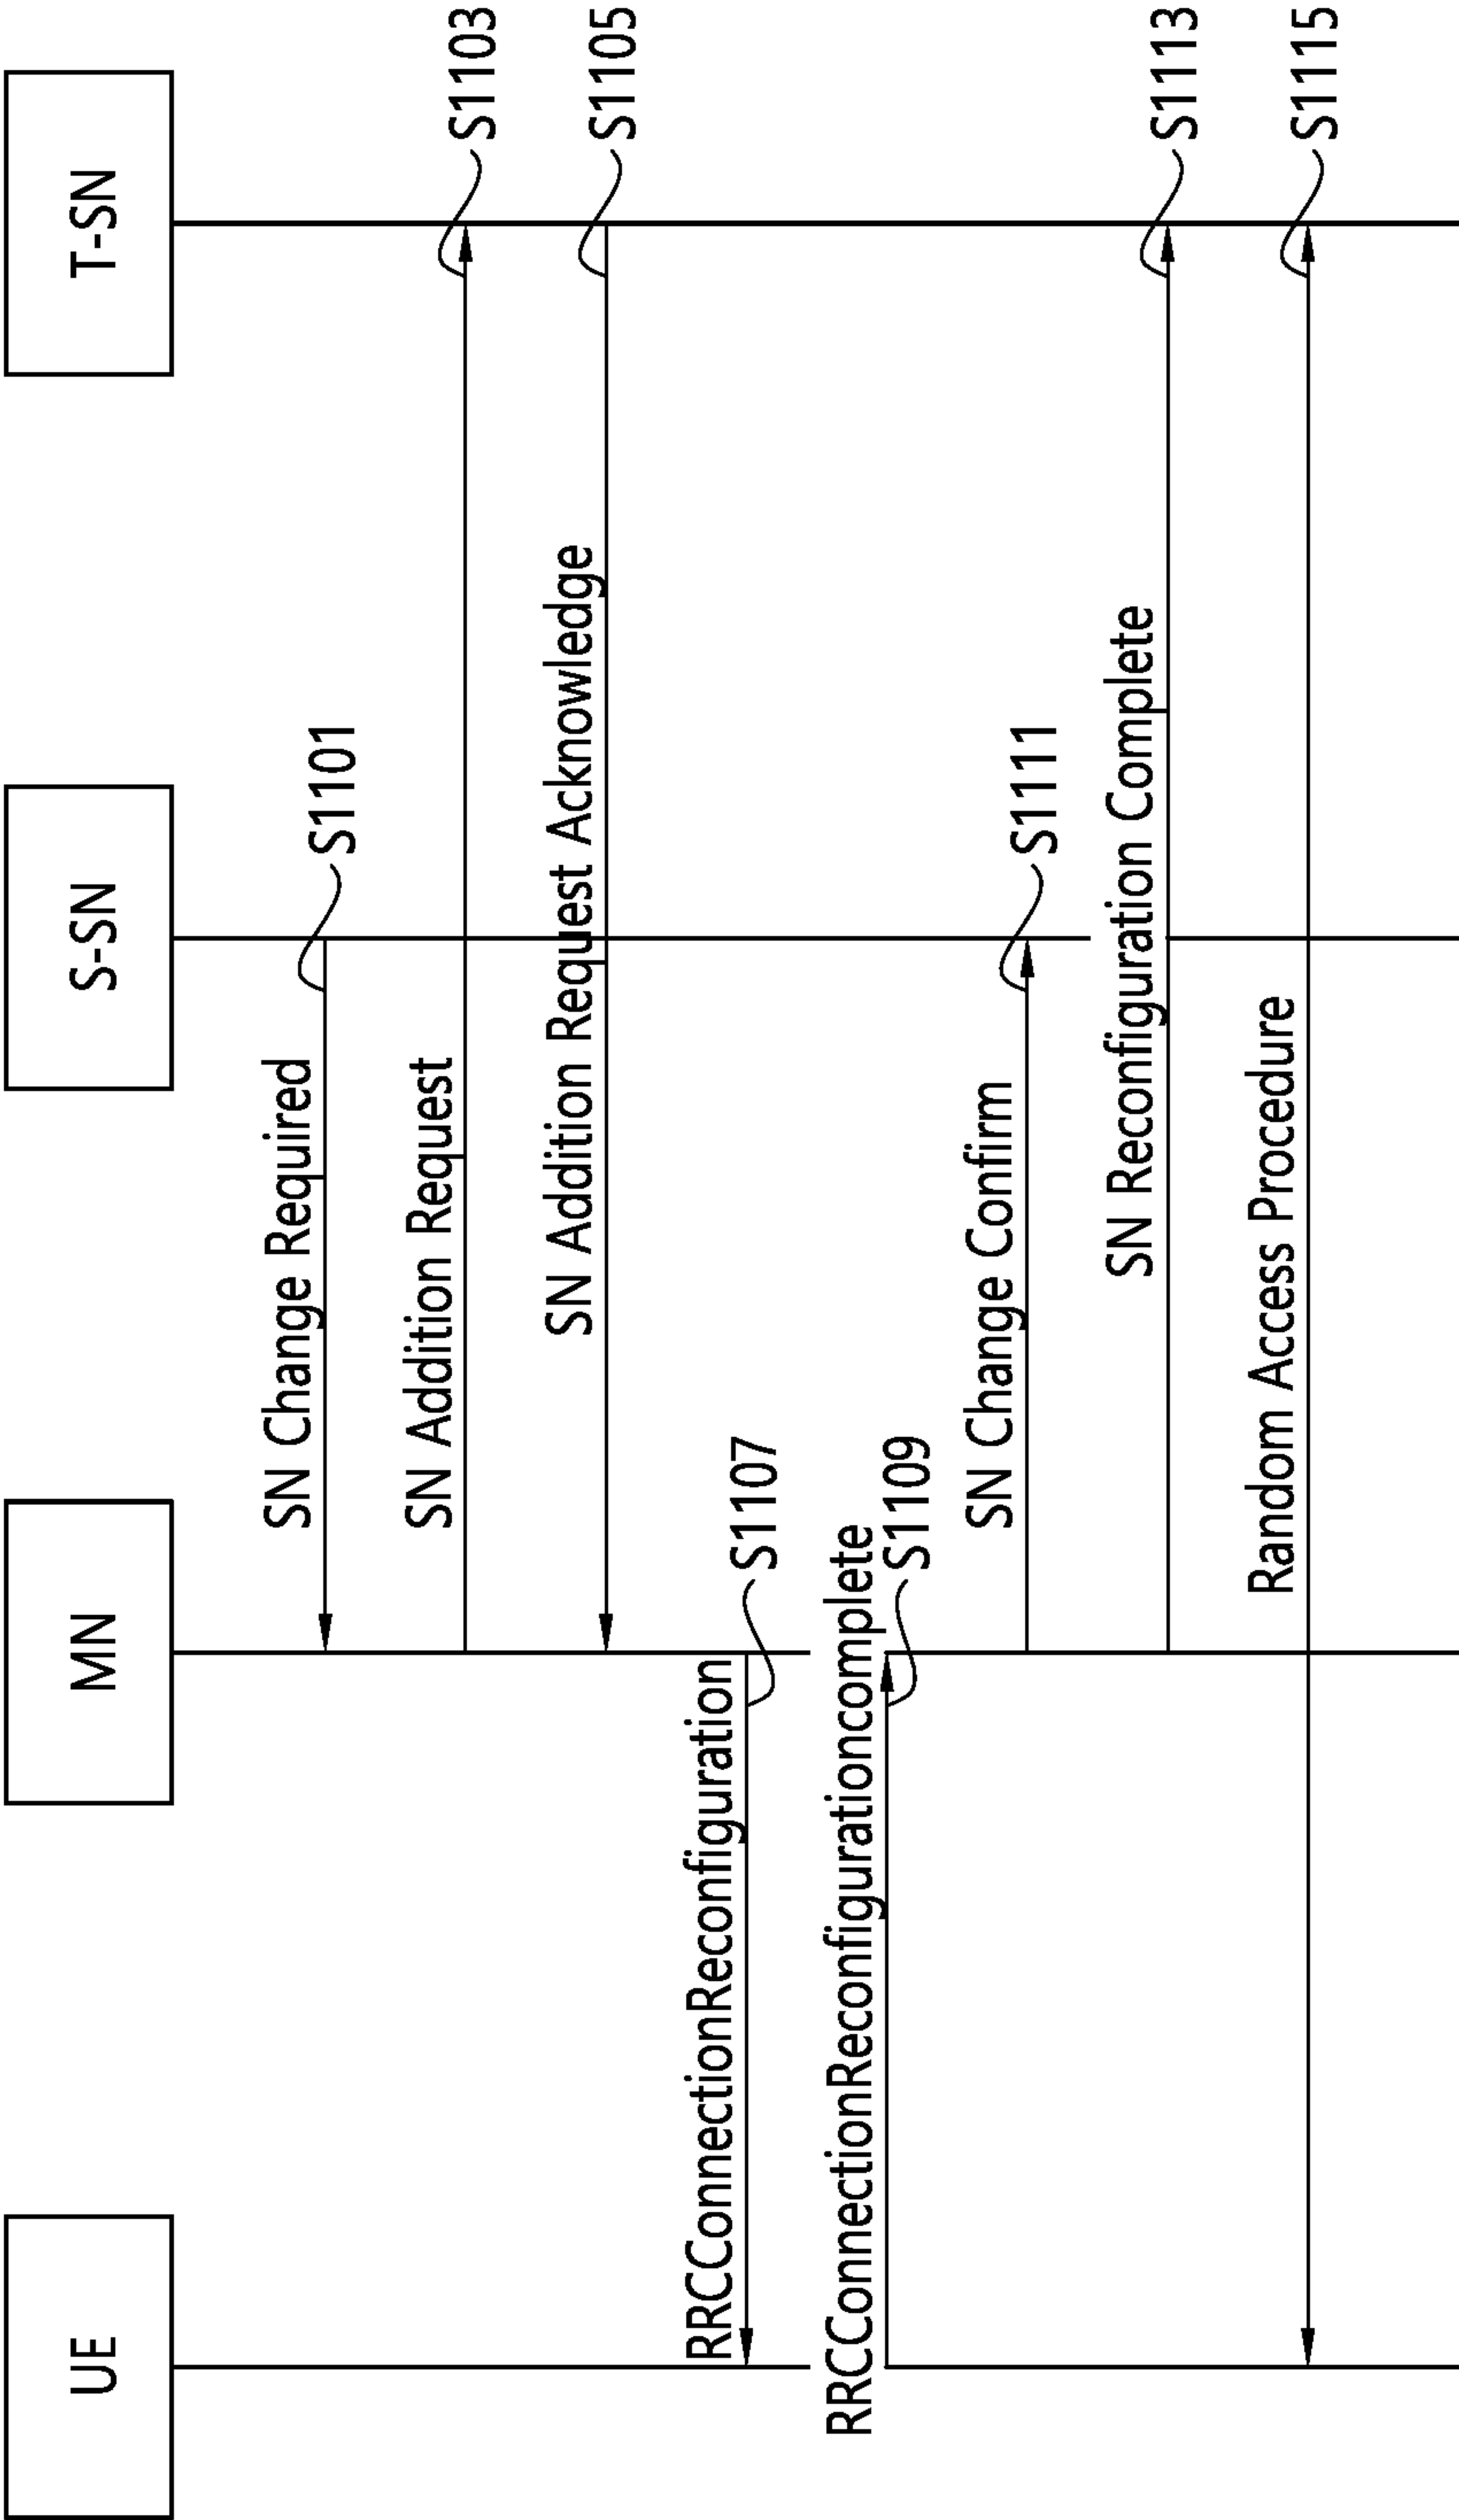 UE
MN
S-SN
T-SN
SN Change Required
S1101
SN Addition Request
S1103
SN Addition Request Acknowledge
S1105
RRCConnectionReconfiguration
S1107
RRCConnectionReconfigurationcomplete
S1109
SN Change Confirm
S1111
SN Reconfiguration Complete
S1113
Random Access Procedure
S1115